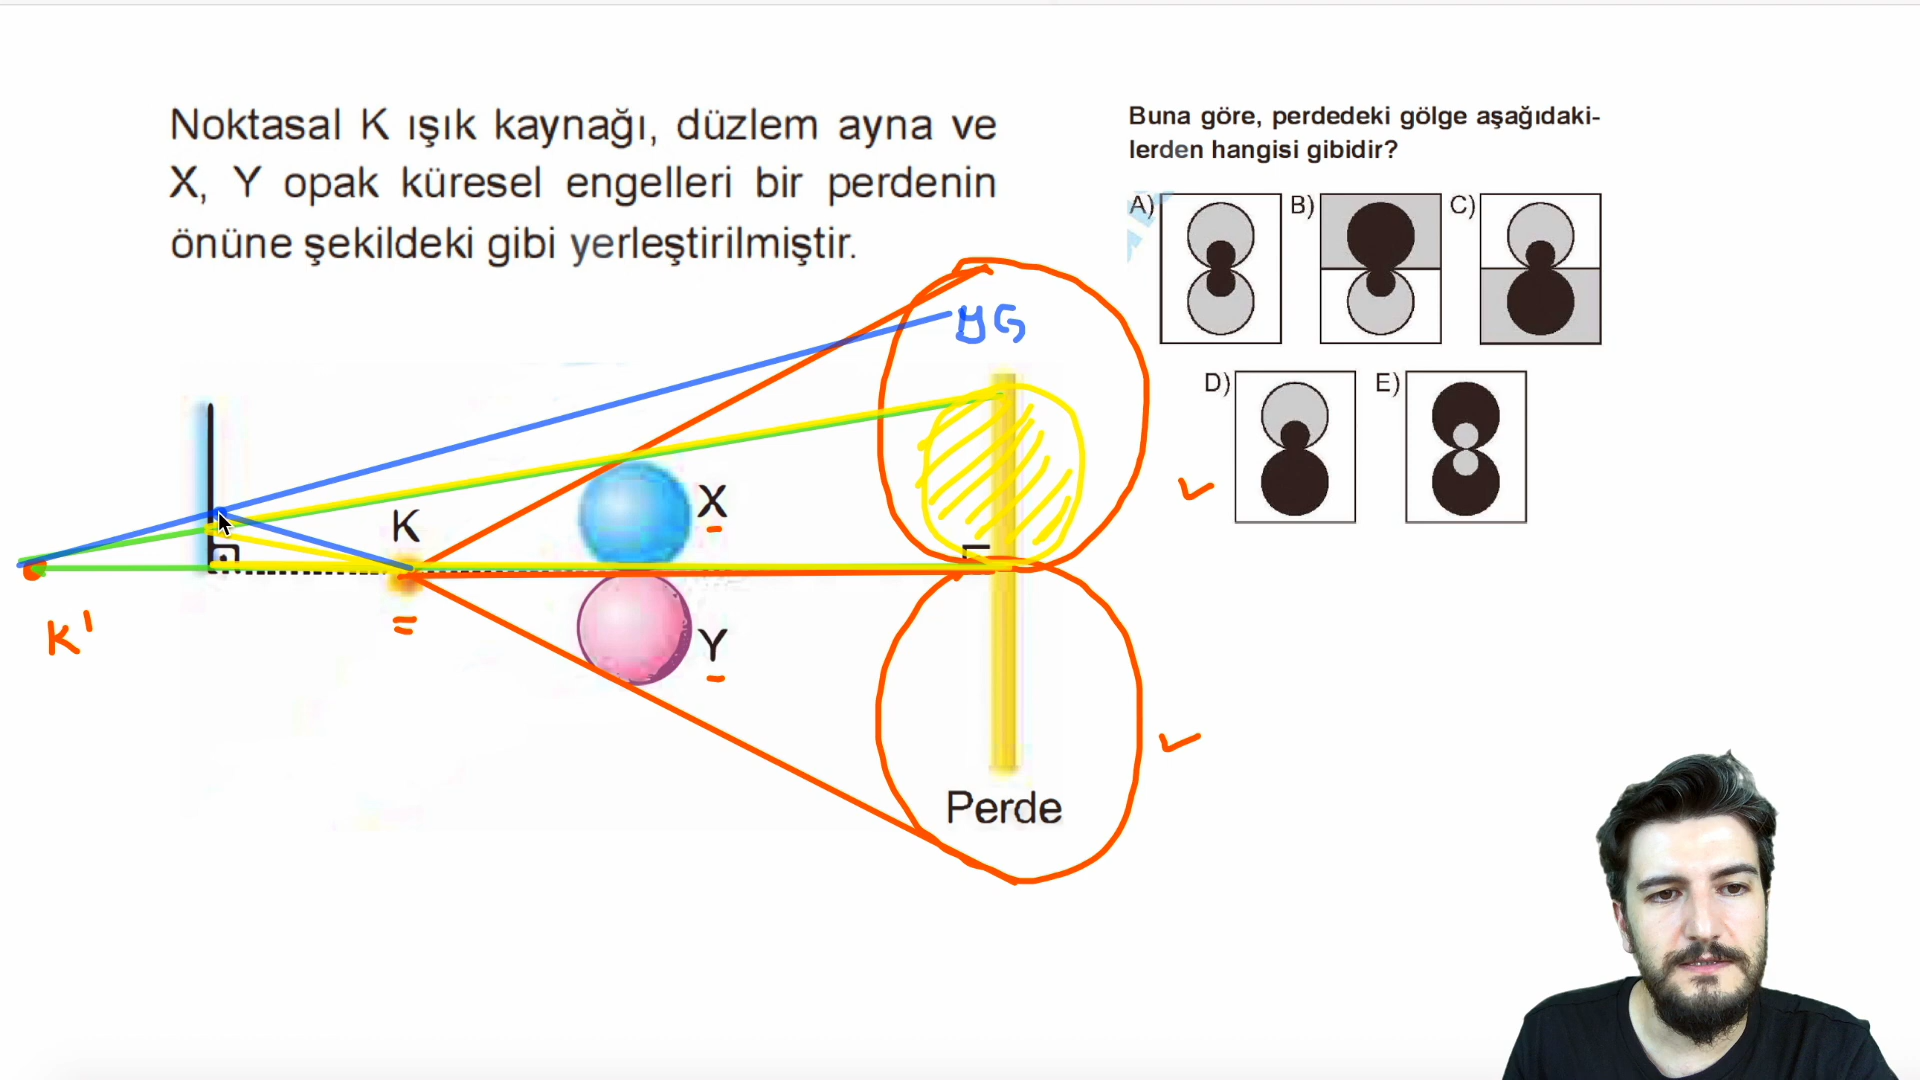 Noktasal K ışık kaynağı, düzlem ayna ve
X, Y opak küresel engelleri bir perdenin
önüne şekildeki gibi yerleştirilmiştir.
Buna göre, perdedeki gölge aşağıdaki-
lerden hangisi gibidir?
A)
B)
C)
D)
E)
yG
K
X
Y
K'
Perde